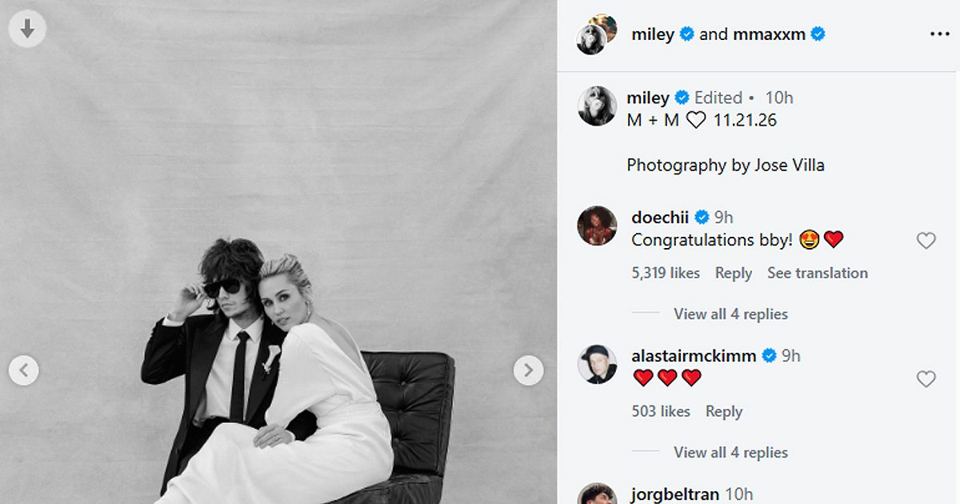 miley and mmaxxm
miley Edited • 10h
M + M ♡ 11.21.26
Photography by Jose Villa
doechii 9h
Congratulations bby! 🤩❤️
5,319 likes Reply See translation
View all 4 replies
alastairmckimm 9h
❤️❤️❤️
503 likes Reply
View all 4 replies
jorgbeltran 10h